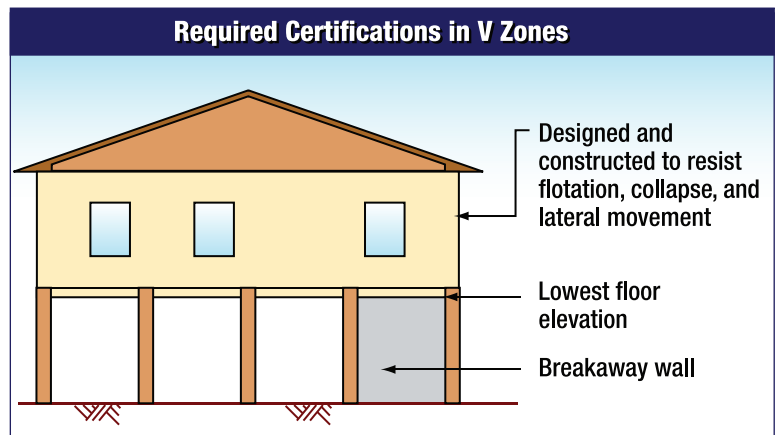 Required Certifications in V Zones
Designed and
constructed to resist
flotation, collapse, and
lateral movement
Lowest floor
elevation
Breakaway wall